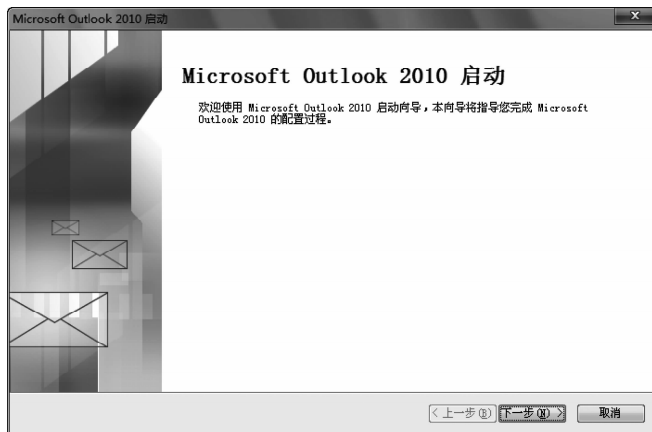 Microsoft Outlook 2010 启动
Microsoft Outlook 2010 启动
欢迎使用 Microsoft Outlook 2010 启动向导，本向导将指导您完成 Microsoft
Outlook 2010 的配置过程。
< 上一步(B) 下一步(N) > 取消